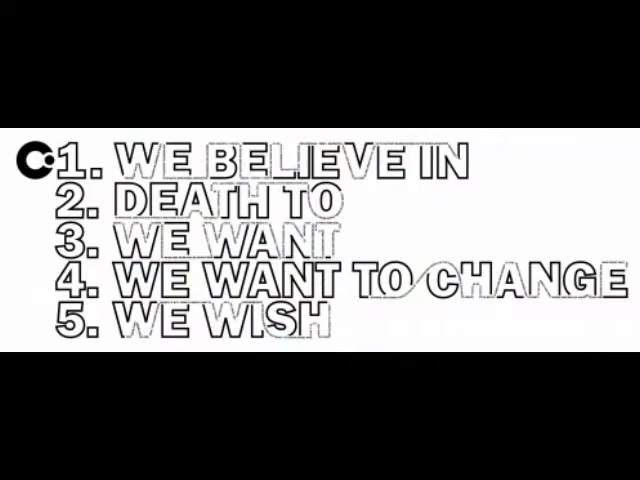 1. WE BELIEVE IN
2. DEATH TO
3. WE WANT
4. WE WANT TO CHANGE
5. WE WISH